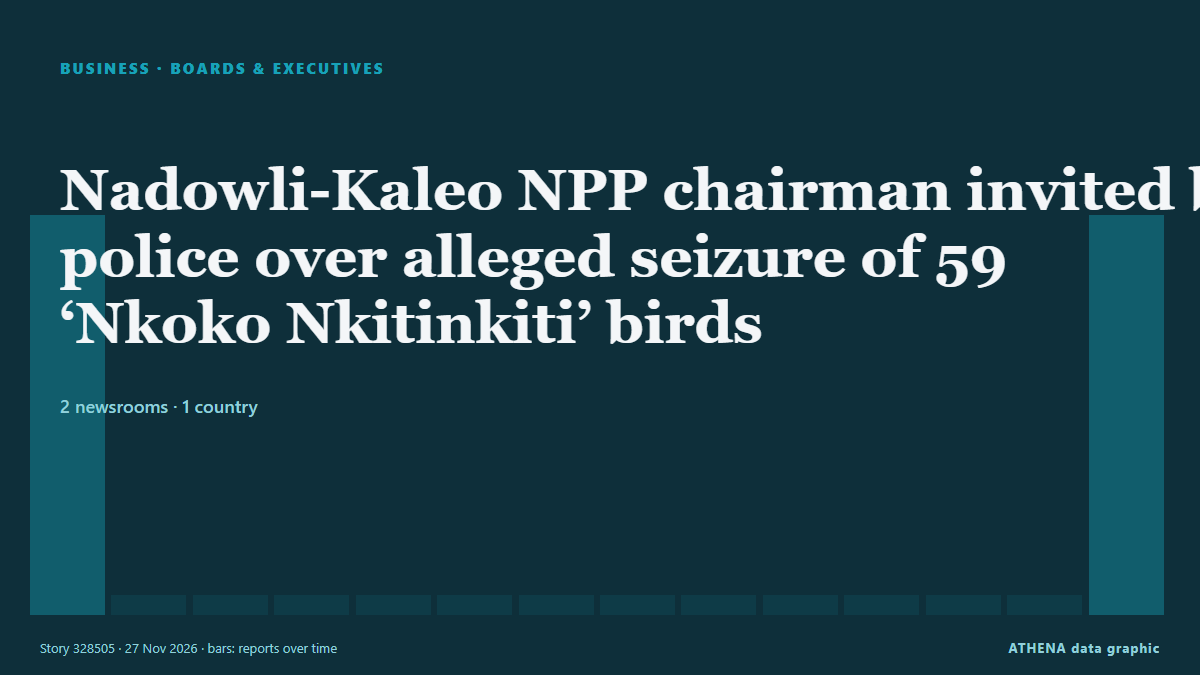 BUSINESS · BOARDS & EXECUTIVES
Nadowli-Kaleo NPP chairman invited
police over alleged seizure of 59
‘Nkoko Nkitinkiti’ birds
2 newsrooms · 1 country
Story 328505 · 27 Nov 2026 · bars: reports over time
ATHENA data graphic